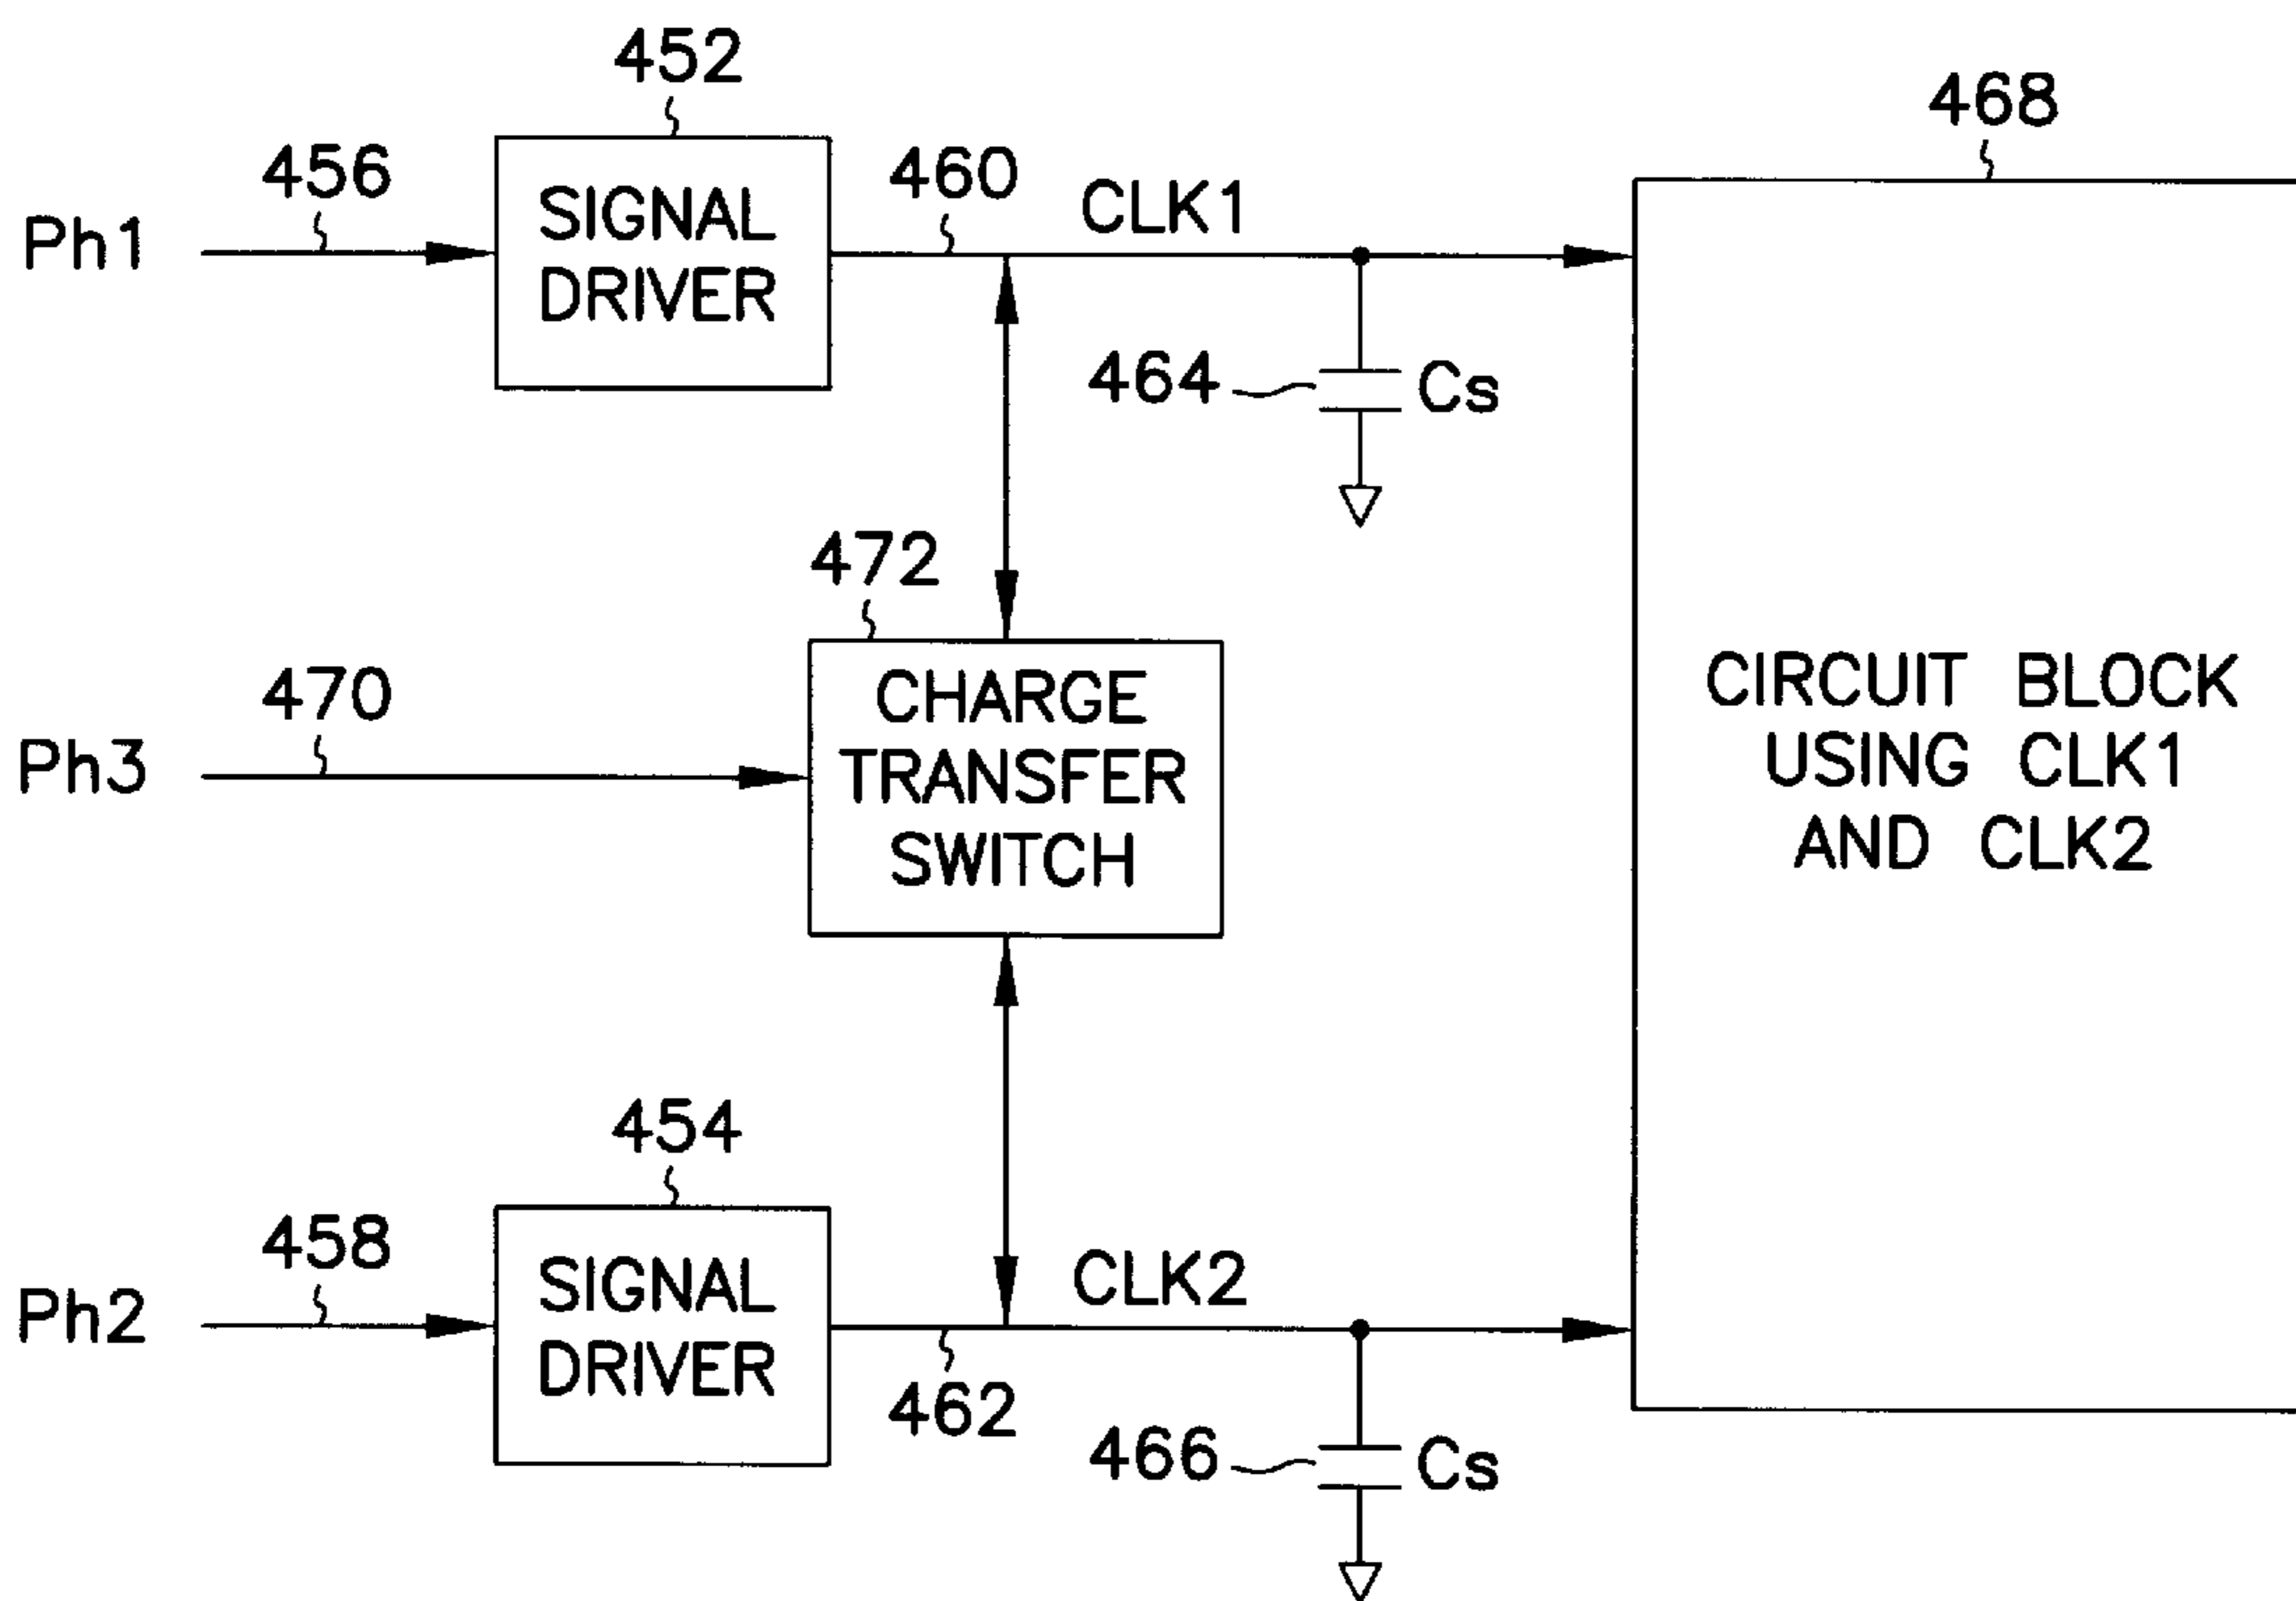 452
468
456
460
CLK1
Ph1
SIGNAL
DRIVER
464
Cs
472
470
Ph3
CHARGE
TRANSFER
SWITCH
CIRCUIT BLOCK
USING CLK1
AND CLK2
454
458
CLK2
Ph2
SIGNAL
DRIVER
462
466
Cs